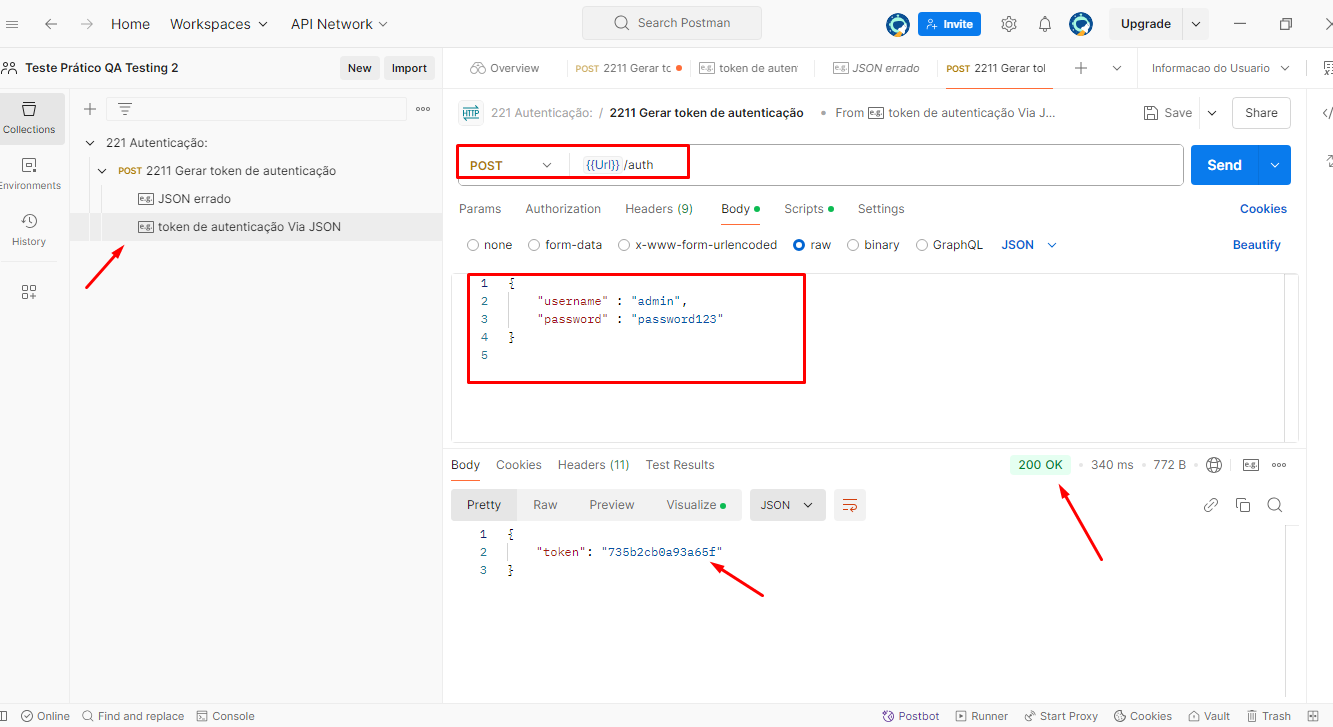 Home Workspaces API Network Search Postman Invite Upgrade
Teste Prático QA Testing 2 New Import Overview POST 2211 Gerar tc token de auten JSON errado POST 2211 Gerar tol Informacao do Usuario
Collections
Environments
History
221 Autenticação:
POST 2211 Gerar token de autenticação
e.g. JSON errado
e.g. token de autenticação Via JSON
HTTP 221 Autenticação: / 2211 Gerar token de autenticação From e.g. token de autenticação Via J... Save Share
POST {{Url}} /auth Send
Params Authorization Headers (9) Body Scripts Settings Cookies
none form-data x-www-form-urlencoded raw binary GraphQL JSON Beautify
1 {
2 "username" : "admin",
3 "password" : "password123"
4 }
5
Body Cookies Headers (11) Test Results 200 OK 340 ms 772 B e.g.
Pretty Raw Preview Visualize JSON
1 {
2 "token": "735b2cb0a93a65f"
3 }
Online Find and replace Console Postbot Runner Start Proxy Cookies Vault Trash